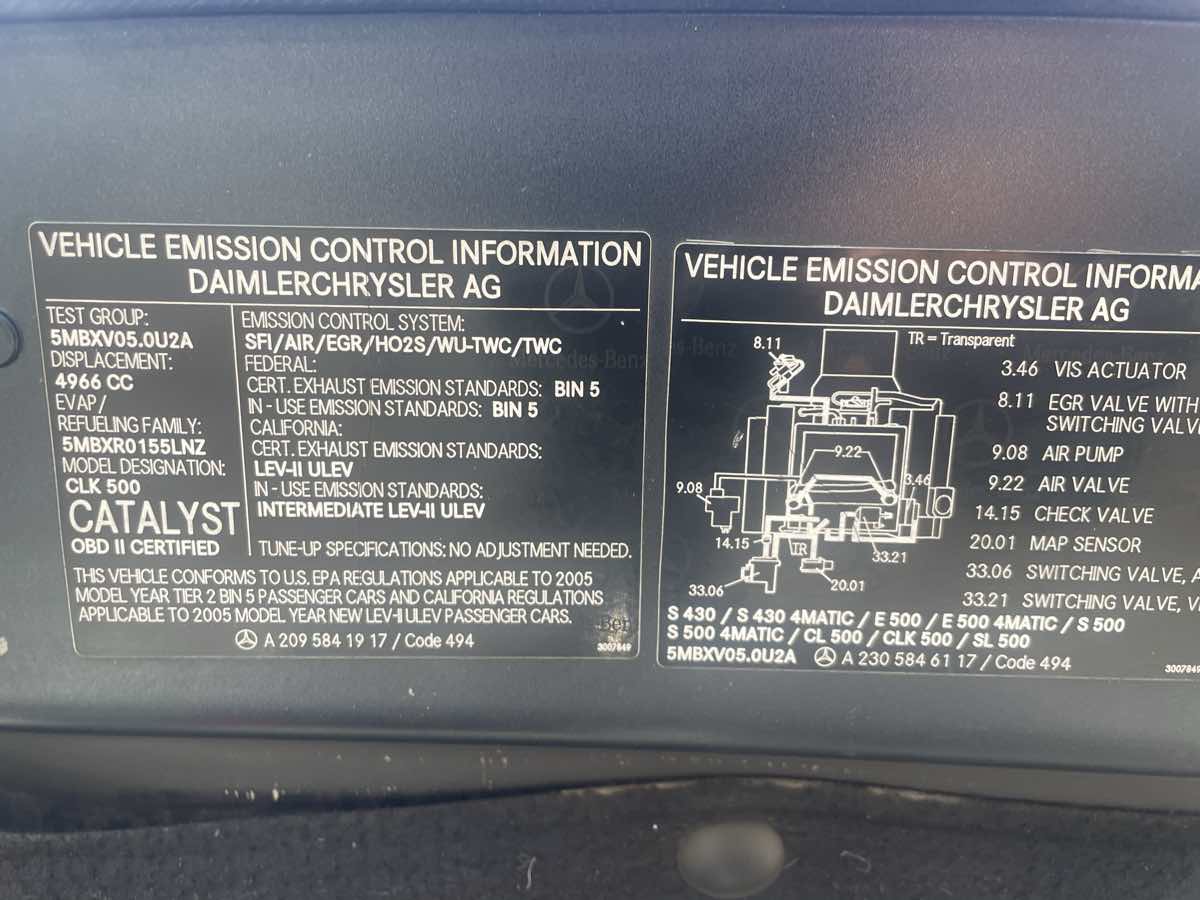 VEHICLE EMISSION CONTROL INFORMATION
DAIMLERCHRYSLER AG
TEST GROUP:
5MBXV05.0U2A
DISPLACEMENT:
4966 CC
EVAP/
REFUELING FAMILY:
5MBXR0155LNZ
MODEL DESIGNATION:
CLK 500
CATALYST
OBD II CERTIFIED
EMISSION CONTROL SYSTEM:
SFI/AIR/EGR/HO2S/WU-TWC/TWC
FEDERAL:
CERT. EXHAUST EMISSION STANDARDS: BIN 5
IN - USE EMISSION STANDARDS: BIN 5
CALIFORNIA:
CERT. EXHAUST EMISSION STANDARDS:
LEV-II ULEV
IN - USE EMISSION STANDARDS:
INTERMEDIATE LEV-II ULEV
TUNE-UP SPECIFICATIONS: NO ADJUSTMENT NEEDED.
THIS VEHICLE CONFORMS TO U.S. EPA REGULATIONS APPLICABLE TO 2005
MODEL YEAR TIER 2 BIN 5 PASSENGER CARS AND CALIFORNIA REGULATIONS
APPLICABLE TO 2005 MODEL YEAR NEW LEV-II ULEV PASSENGER CARS.
A 209 584 19 17 / Code 494
3007849
Mercedes-Benz
VEHICLE EMISSION CONTROL INFORMA
DAIMLERCHRYSLER AG
TR = Transparent
Mercedes-Benz
8.11
9.22
3.46
9.08
14.15
TR
33.21
33.06
20.01
3.46 VIS ACTUATOR
8.11 EGR VALVE WITH
SWITCHING VALV
9.08 AIR PUMP
9.22 AIR VALVE
14.15 CHECK VALVE
20.01 MAP SENSOR
33.06 SWITCHING VALVE, A
33.21 SWITCHING VALVE, V
S 430 / S 430 4MATIC / E 500 / E 500 4MATIC / S 500
S 500 4MATIC / CL 500 / CLK 500 / SL 500
5MBXV05.0U2A A 230 584 61 17 / Code 494
3007849